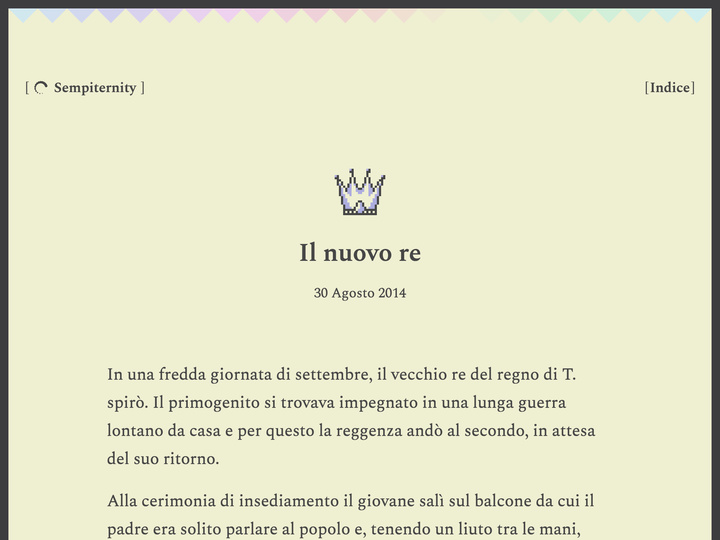 [ Sempiternity ]
[Indice]
Il nuovo re
30 Agosto 2014
In una fredda giornata di settembre, il vecchio re del regno di T.
spirò. Il primogenito si trovava impegnato in una lunga guerra
lontano da casa e per questo la reggenza andò al secondo, in attesa
del suo ritorno.
Alla cerimonia di insediamento il giovane salì sul balcone da cui il
padre era solito parlare al popolo e, tenendo un liuto tra le mani,